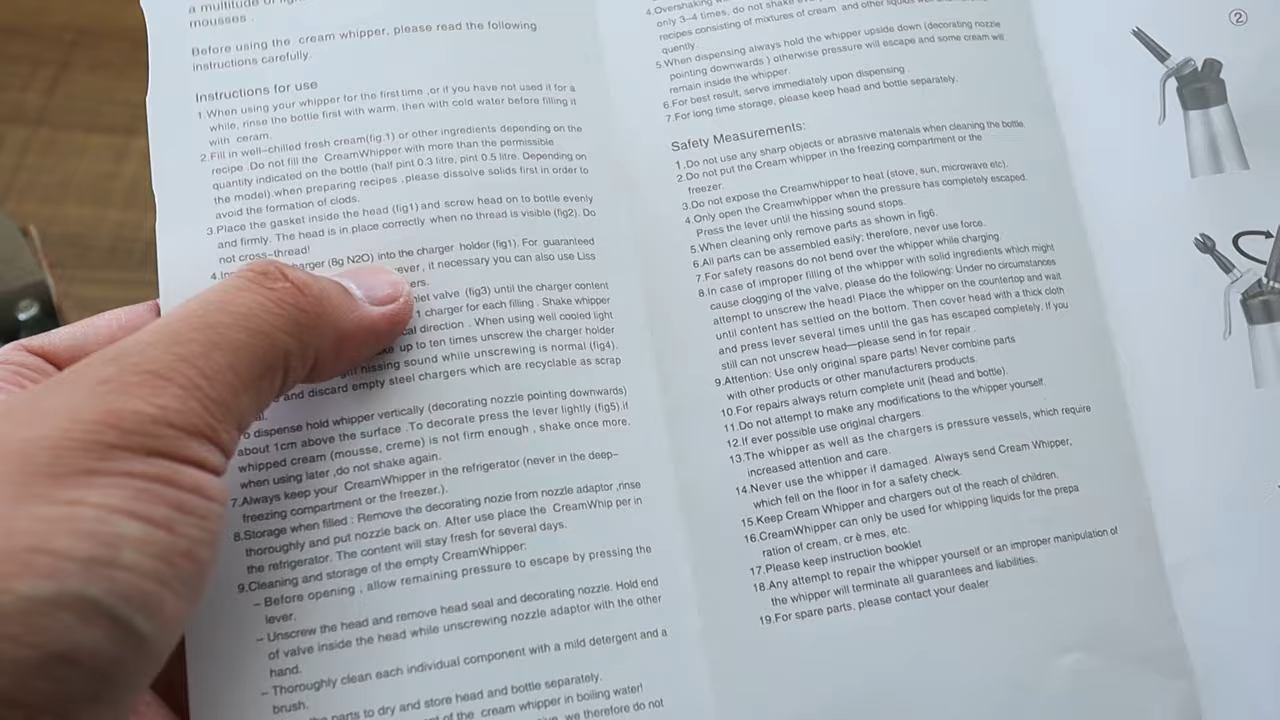 a multitude of
mousses .
Before using the cream whipper, please read the following
instructions carefully.
Instructions for use
1.When using your whipper for the first time ,or if you have not used it for a
while, rinse the bottle first with warm, then with cold water before filling it
with ceram.
2.Fill in well-chilled fresh cream(fig.1) or other ingredients depending on the
recipe .Do not fill the CreamWhipper with more than the permissible
quantity indicated on the bottle (half pint 0.3 litre, pint 0.5 litre. Depending on
the model).when preparing recipes ,please dissolve solids first in order to
avoid the formation of clods.
3.Place the gasket inside the head (fig1) and screw head on to bottle evenly
and firmly. The head is in place correctly when no thread is visible (fig2). Do
not cross-thread!
4. harger (8g N2O) into the charger holder (fig1). For guaranteed
ever, it necessary you can also use Liss
ers.
nlet valve (fig3) until the charger content
1 charger for each filling . Shake whipper
cal direction . When using well cooled light
up to ten times unscrew the charger holder
hissing sound while unscrewing is normal (fig4).
and discard empty steel chargers which are recyclable as scrap
al.
o dispense hold whipper vertically (decorating nozzle pointing downwards)
about 1cm above the surface .To decorate press the lever lightly (fig5).if
whipped cream (mousse, creme) is not firm enough , shake once more.
when using later ,do not shake again.
7.Always keep your CreamWhipper in the refrigerator (never in the deep-
freezing compartment or the freezer.).
8.Storage when filled : Remove the decorating nozie from nozzle adaptor ,rinse
thoroughly and put nozzle back on. After use place the CreamWhip per in
the refrigerator. The content will stay fresh for several days.
9.Cleaning and storage of the empty CreamWhipper:
- Before opening , allow remaining pressure to escape by pressing the
lever.
- Unscrew the head and remove head seal and decorating nozzle. Hold end
of valve inside the head while unscrewing nozzle adaptor with the other
hand.
- Thoroughly clean each individual component with a mild detergent and a
brush.
parts to dry and store head and bottle separately.
of the cream whipper in boiling water!
we therefore do not
4.Overshaking
only 3-4 times, do not shake
recipes consisting of mixtures of cream and other liquids
quently.
5.When dispensing always hold the whipper upside down (decorating nozzle
pointing downwards ) otherwise pressure will escape and some cream will
remain inside the whipper.
6.For best result, serve immediately upon dispensing .
7.For long time storage, please keep head and bottle separately.
Safety Measurements:
1.Do not use any sharp objects or abrasive materials when cleaning the bottle.
2.Do not put the Cream whipper in the freezing compartment or the
freezer.
3.Do not expose the Creamwhipper to heat (stove, sun, microwave etc).
4.Only open the Creamwhipper when the pressure has completely escaped.
Press the lever until the hissing sound stops.
5.When cleaning only remove parts as shown in fig6.
6.All parts can be assembled easily; therefore, never use force.
7.For safety reasons do not bend over the whipper while charging.
8.In case of improper filling of the whipper with solid ingredients which might
cause clogging of the valve, please do the following: Under no circumstances
attempt to unscrew the head! Place the whipper on the countertop and wait
until content has settled on the bottom. Then cover head with a thick cloth
and press lever several times until the gas has escaped completely. If you
still can not unscrew head—please send in for repair .
9.Attention: Use only original spare parts! Never combine parts
with other products or other manufacturers products.
10.For repairs always return complete unit (head and bottle).
11.Do not attempt to make any modifications to the whipper yourself.
12.If ever possible use original chargers.
13.The whipper as well as the chargers is pressure vessels, which require
increased attention and care.
14.Never use the whipper if damaged. Always send Cream Whipper,
which fell on the floor in for a safety check.
15.Keep Cream Whipper and chargers out of the reach of children.
16.CreamWhipper can only be used for whipping liquids for the prepa
ration of cream, cr è mes, etc.
17.Please keep instruction booklet
18.Any attempt to repair the whipper yourself or an improper manipulation of
the whipper will terminate all guarantees and liabilities.
19.For spare parts, please contact your dealer
②